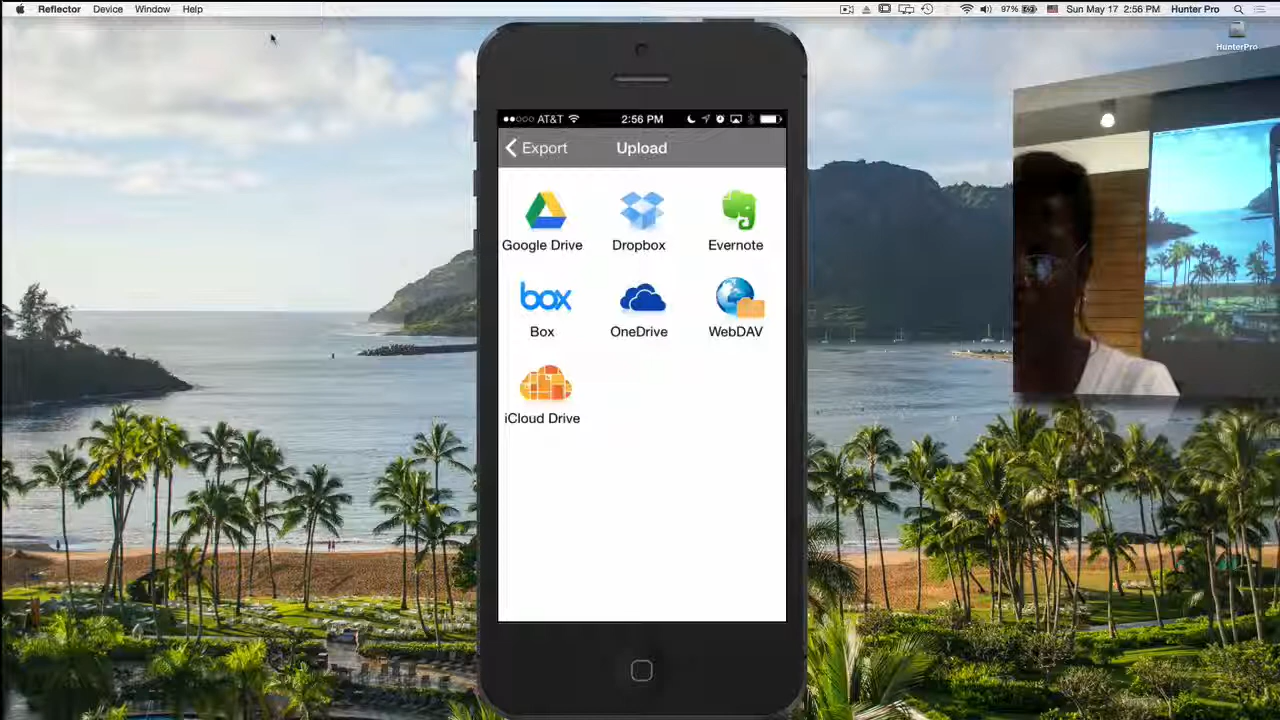 Reflector Device Window Help 97% Sun May 17 2:56 PM Hunter Pro
HunterPro
AT&T 2:56 PM
Export Upload
Google Drive Dropbox Evernote
box
Box OneDrive WebDAV
iCloud Drive